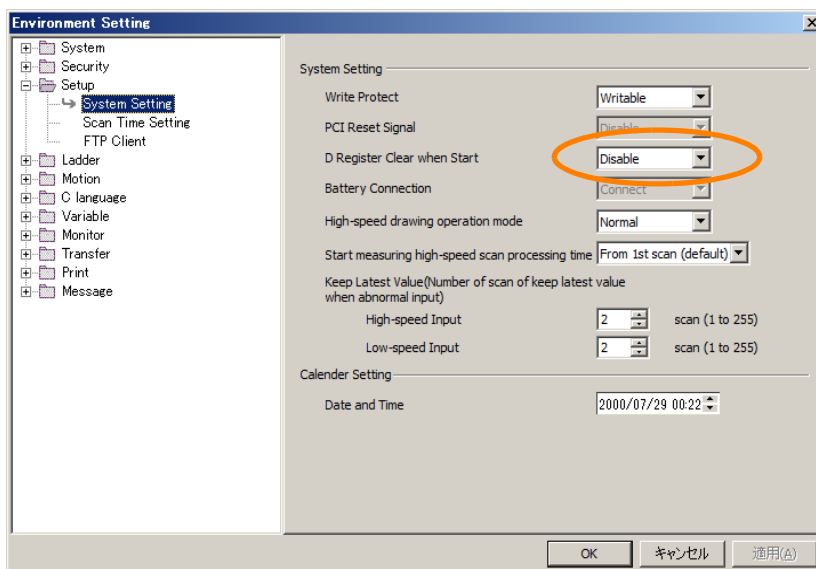 Environment Setting
System
Security
Setup
System Setting
Scan Time Setting
FTP Client
Ladder
Motion
C language
Variable
Monitor
Transfer
Print
Message
System Setting
Write Protect Writable
PCI Reset Signal Disable
D Register Clear when Start Disable
Battery Connection Connect
High-speed drawing operation mode Normal
Start measuring high-speed scan processing time From 1st scan (default)
Keep Latest Value(Number of scan of keep latest value
when abnormal input)
High-speed Input 2 scan (1 to 255)
Low-speed Input 2 scan (1 to 255)
Calender Setting
Date and Time 2000/07/29 00:22
OK キャンセル 適用(A)